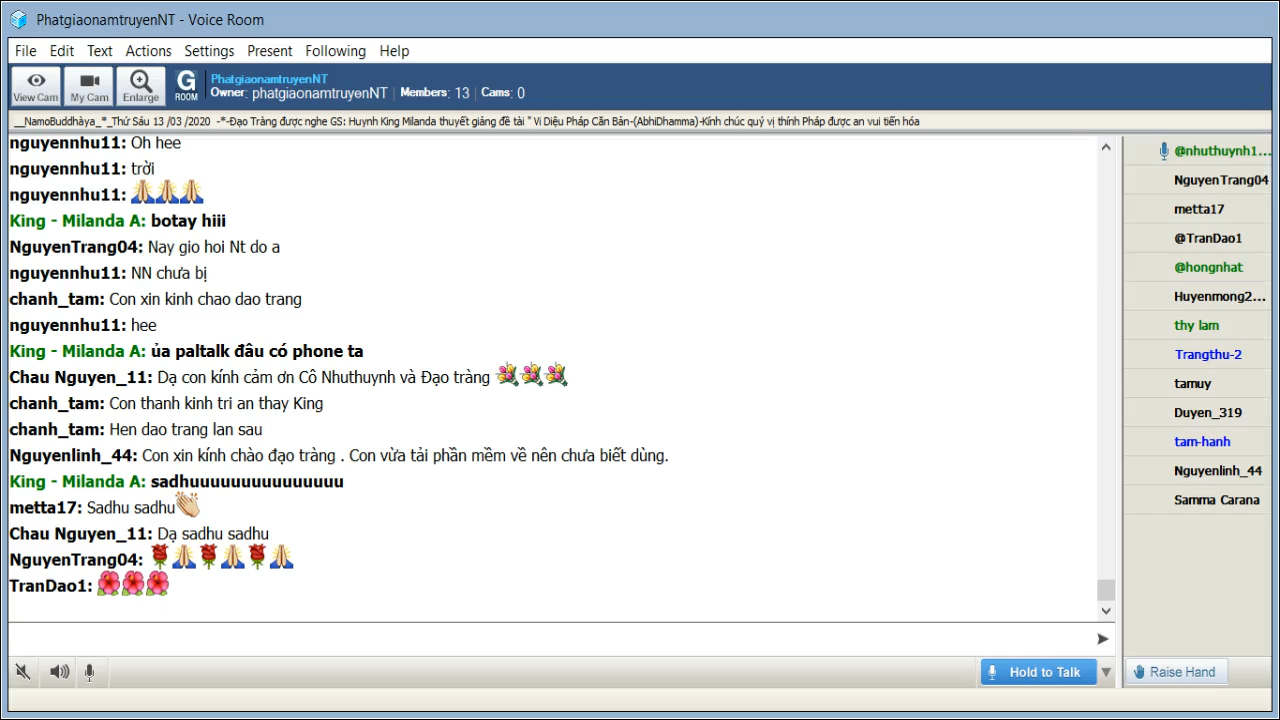 PhatgiaonamtruyenNT - Voice Room
File Edit Text Actions Settings Present Following Help
View Cam My Cam Enlarge G ROOM PhatgiaonamtruyenNT
Owner: phatgiaonamtruyenNT Members: 13 Cams: 0
__NamoBuddhàya_*_Thứ Sáu 13 /03 /2020 -*-Đạo Tràng được nghe GS: Huynh King Milanda thuyết giảng đề tài " Vi Diệu Pháp Căn Bản-(AbhiDhamma)-Kính chúc quý vị thính Pháp được an vui tiến hóa
nguyennhu11: Oh hee
nguyennhu11: trời
nguyennhu11:
King - Milanda A: botay hiii
NguyenTrang04: Nay gio hoi Nt do a
nguyennhu11: NN chưa bị
chanh_tam: Con xin kinh chao dao trang
nguyennhu11: hee
King - Milanda A: ủa paltalk đâu có phone ta
Chau Nguyen_11: Dạ con kính cảm ơn Cô Nhuthuynh và Đạo tràng
chanh_tam: Con thanh kinh tri an thay King
chanh_tam: Hen dao trang lan sau
Nguyenlinh_44: Con xin kính chào đạo tràng . Con vừa tải phần mềm về nên chưa biết dùng.
King - Milanda A: sadhuuuuuuuuuuuuuuu
metta17: Sadhu sadhu
Chau Nguyen_11: Dạ sadhu sadhu
NguyenTrang04:
TranDao1:
@nhuthuynh1...
NguyenTrang04
metta17
@TranDao1
@hongnhat
Huyenmong2...
thy lam
Trangthu-2
tamuy
Duyen_319
tam-hanh
Nguyenlinh_44
Samma Carana
Hold to Talk
Raise Hand